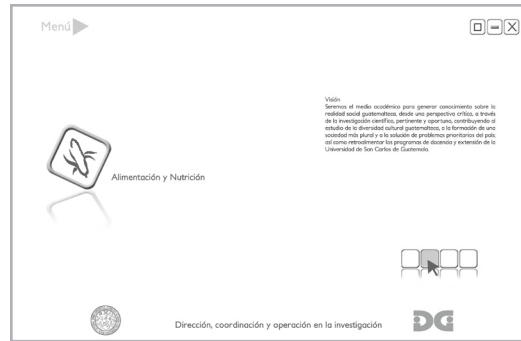 Menú
Visión
Seremos el medio académico para generar conocimiento sobre la
realidad social guatemalteca, desde una perspectiva crítica, a través
de la investigación científica, pertinente y oportuna, contribuyendo al
estudio de la diversidad cultural guatemalteca, a la formación de una
sociedad más plural y a la solución de problemas prioritarios del país;
así como retroalimentar los programas de docencia y extensión de la
Universidad de San Carlos de Guatemala.
Alimentación y Nutrición
Dirección, coordinación y operación en la investigación